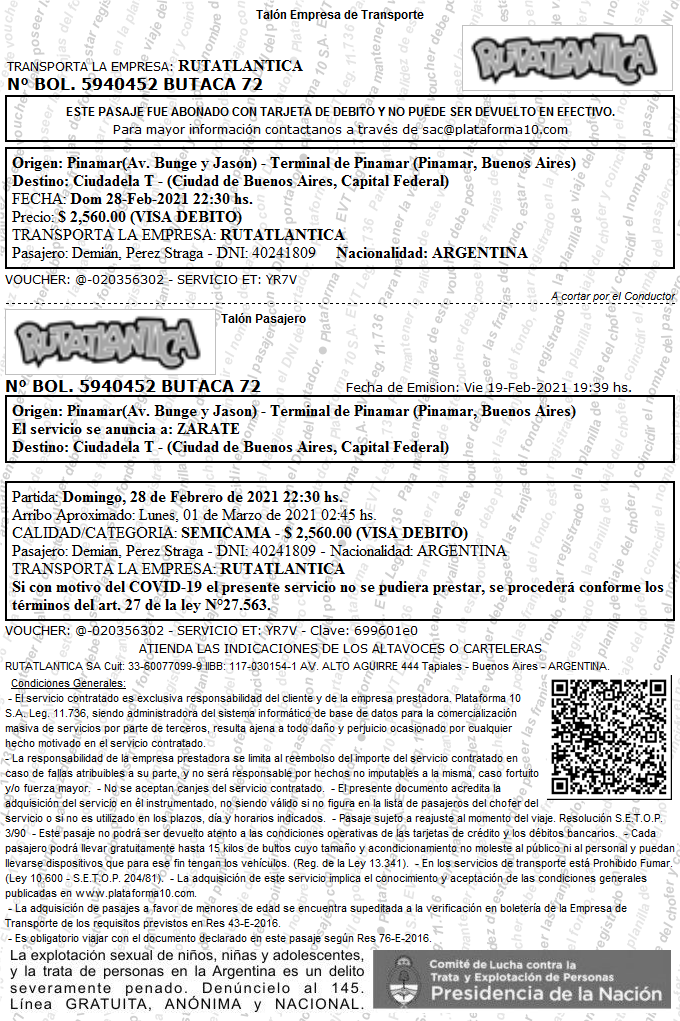 Talón Empresa de Transporte
RUTATLANTICA
TRANSPORTA LA EMPRESA: RUTATLANTICA
Nº BOL. 5940452 BUTACA 72
ESTE PASAJE FUE ABONADO CON TARJETA DE DEBITO Y NO PUEDE SER DEVUELTO EN EFECTIVO.
Para mayor información contactanos a través de sac@plataforma10.com
Origen: Pinamar(Av. Bunge y Jason) - Terminal de Pinamar (Pinamar, Buenos Aires)
Destino: Ciudadela T - (Ciudad de Buenos Aires, Capital Federal)
FECHA: Dom 28-Feb-2021 22:30 hs.
Precio: $ 2,560.00 (VISA DEBITO)
TRANSPORTA LA EMPRESA: RUTATLANTICA
Pasajero: Demian, Perez Straga - DNI: 40241809 Nacionalidad: ARGENTINA
VOUCHER: @-020356302 - SERVICIO ET: YR7V
A cortar por el Conductor
RUTATLANTICA
Talón Pasajero
Nº BOL. 5940452 BUTACA 72
Fecha de Emision: Vie 19-Feb-2021 19:39 hs.
Origen: Pinamar(Av. Bunge y Jason) - Terminal de Pinamar (Pinamar, Buenos Aires)
El servicio se anuncia a: ZARATE
Destino: Ciudadela T - (Ciudad de Buenos Aires, Capital Federal)
Partida: Domingo, 28 de Febrero de 2021 22:30 hs.
Arribo Aproximado: Lunes, 01 de Marzo de 2021 02:45 hs.
CALIDAD/CATEGORIA: SEMICAMA - $ 2,560.00 (VISA DEBITO)
Pasajero: Demian, Perez Straga - DNI: 40241809 - Nacionalidad: ARGENTINA
TRANSPORTA LA EMPRESA: RUTATLANTICA
Si con motivo del COVID-19 el presente servicio no se pudiera prestar, se procederá conforme los
términos del art. 27 de la ley N°27.563.
VOUCHER: @-020356302 - SERVICIO ET: YR7V - Clave: 699601e0
ATIENDA LAS INDICACIONES DE LOS ALTAVOCES O CARTELERAS
RUTATLANTICA SA Cuit: 33-60077099-9 IIBB: 117-030154-1 AV. ALTO AGUIRRE 444 Tapiales - Buenos Aires - ARGENTINA.
Condiciones Generales:
- El servicio contratado es exclusiva responsabilidad del cliente y de la empresa prestadora. Plataforma 10
S.A. Leg. 11.736, siendo administradora del sistema informático de base de datos para la comercialización
masiva de servicios por parte de terceros, resulta ajena a todo daño y perjuicio ocasionado por cualquier
hecho motivado en el servicio contratado.
- La responsabilidad de la empresa prestadora se limita al reembolso del importe del servicio contratado en
caso de fallas atribuibles a su parte, y no será responsable por hechos no imputables a la misma, caso fortuito
y/o fuerza mayor. - No se aceptan canjes del servicio contratado. - El presente documento acredita la
adquisición del servicio en él instrumentado, no siendo válido si no figura en la lista de pasajeros del chofer del
servicio o si no es utilizado en los plazos, día y horarios indicados. - Pasaje sujeto a reajuste al momento del viaje. Resolución S.E.T.O.P.
3/90 - Este pasaje no podrá ser devuelto atento a las condiciones operativas de las tarjetas de crédito y los débitos bancarios. - Cada
pasajero podrá llevar gratuitamente hasta 15 kilos de bultos cuyo tamaño y acondicionamiento no moleste al público ni al personal y puedan
llevarse dispositivos que para ese fin tengan los vehículos. (Reg. de la Ley 13.341). - En los servicios de transporte está Prohibido Fumar.
(Ley 10.600 - S.E.T.O.P. 204/81). - La adquisición de este servicio implica el conocimiento y aceptación de las condiciones generales
publicadas en www.plataforma10.com.
- La adquisición de pasajes a favor de menores de edad se encuentra supeditada a la verificación en boletería de la Empresa de
Transporte de los requisitos previstos en Res 43-E-2016.
- Es obligatorio viajar con el documento declarado en este pasaje según Res 76-E-2016.
La explotación sexual de niños, niñas y adolescentes,
y la trata de personas en la Argentina es un delito
severamente penado. Denúncielo al 145.
Línea GRATUITA, ANÓNIMA y NACIONAL.
Comité de Lucha contra la
Trata y Explotación de Personas
Presidencia de la Nación